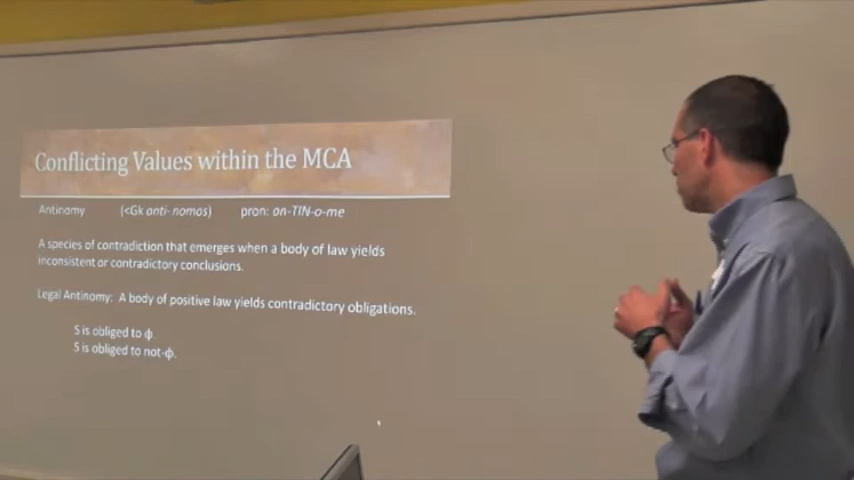 Conflicting Values within the MCA
Antinomy (<Gk anti- nomos) pron: an-TIN-o-me
A species of contradiction that emerges when a body of law yields
inconsistent or contradictory conclusions.
Legal Antinomy: A body of positive law yields contradictory obligations.
S is obliged to ϕ.
S is obliged to not-ϕ.